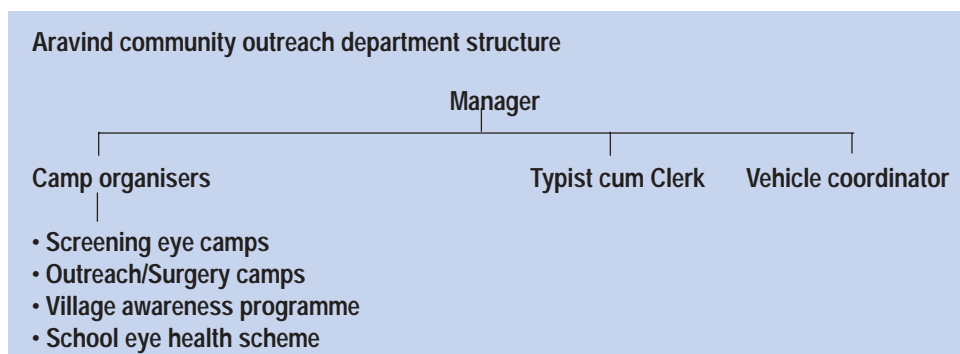 Aravind community outreach department structure
Manager
Camp organisers Typist cum Clerk Vehicle coordinator
• Screening eye camps
• Outreach/Surgery camps
• Village awareness programme
• School eye health scheme